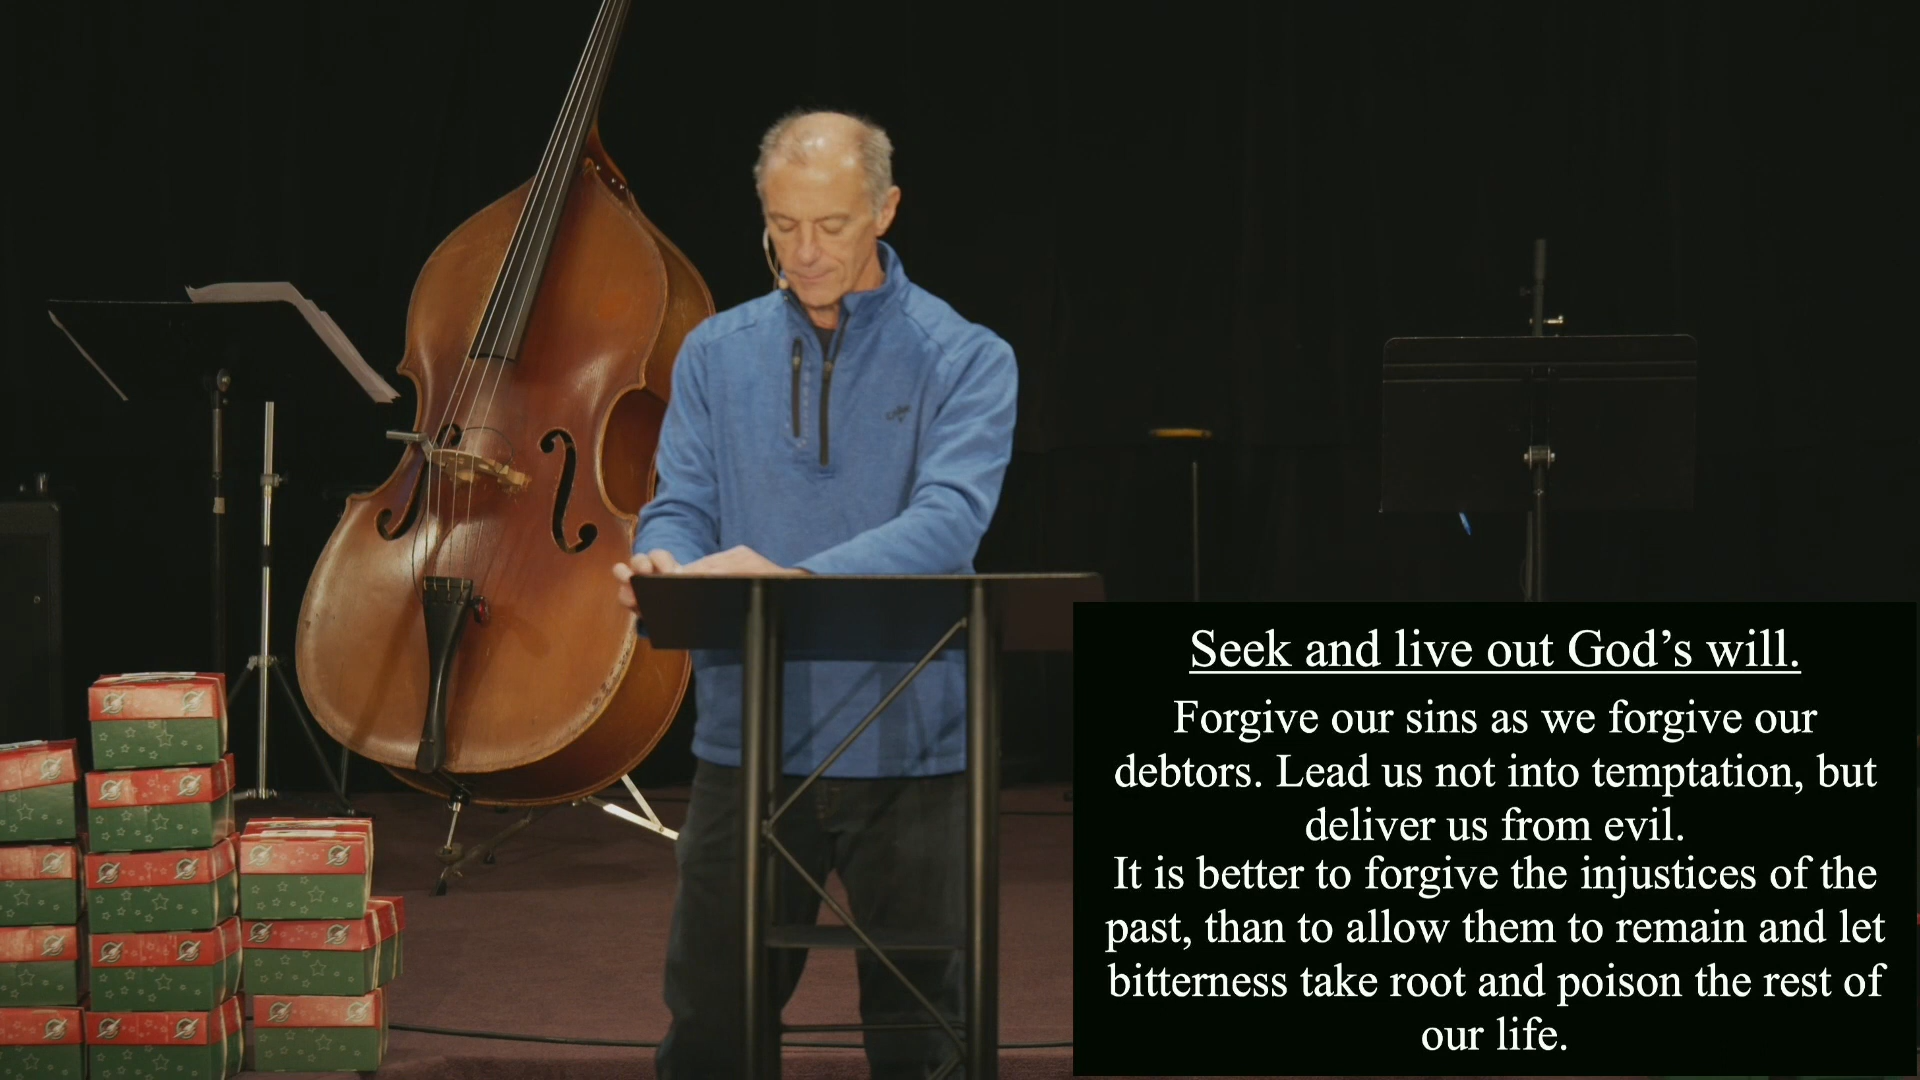 Seek and live out God’s will.
Forgive our sins as we forgive our
debtors. Lead us not into temptation, but
deliver us from evil.
It is better to forgive the injustices of the
past, than to allow them to remain and let
bitterness take root and poison the rest of
our life.